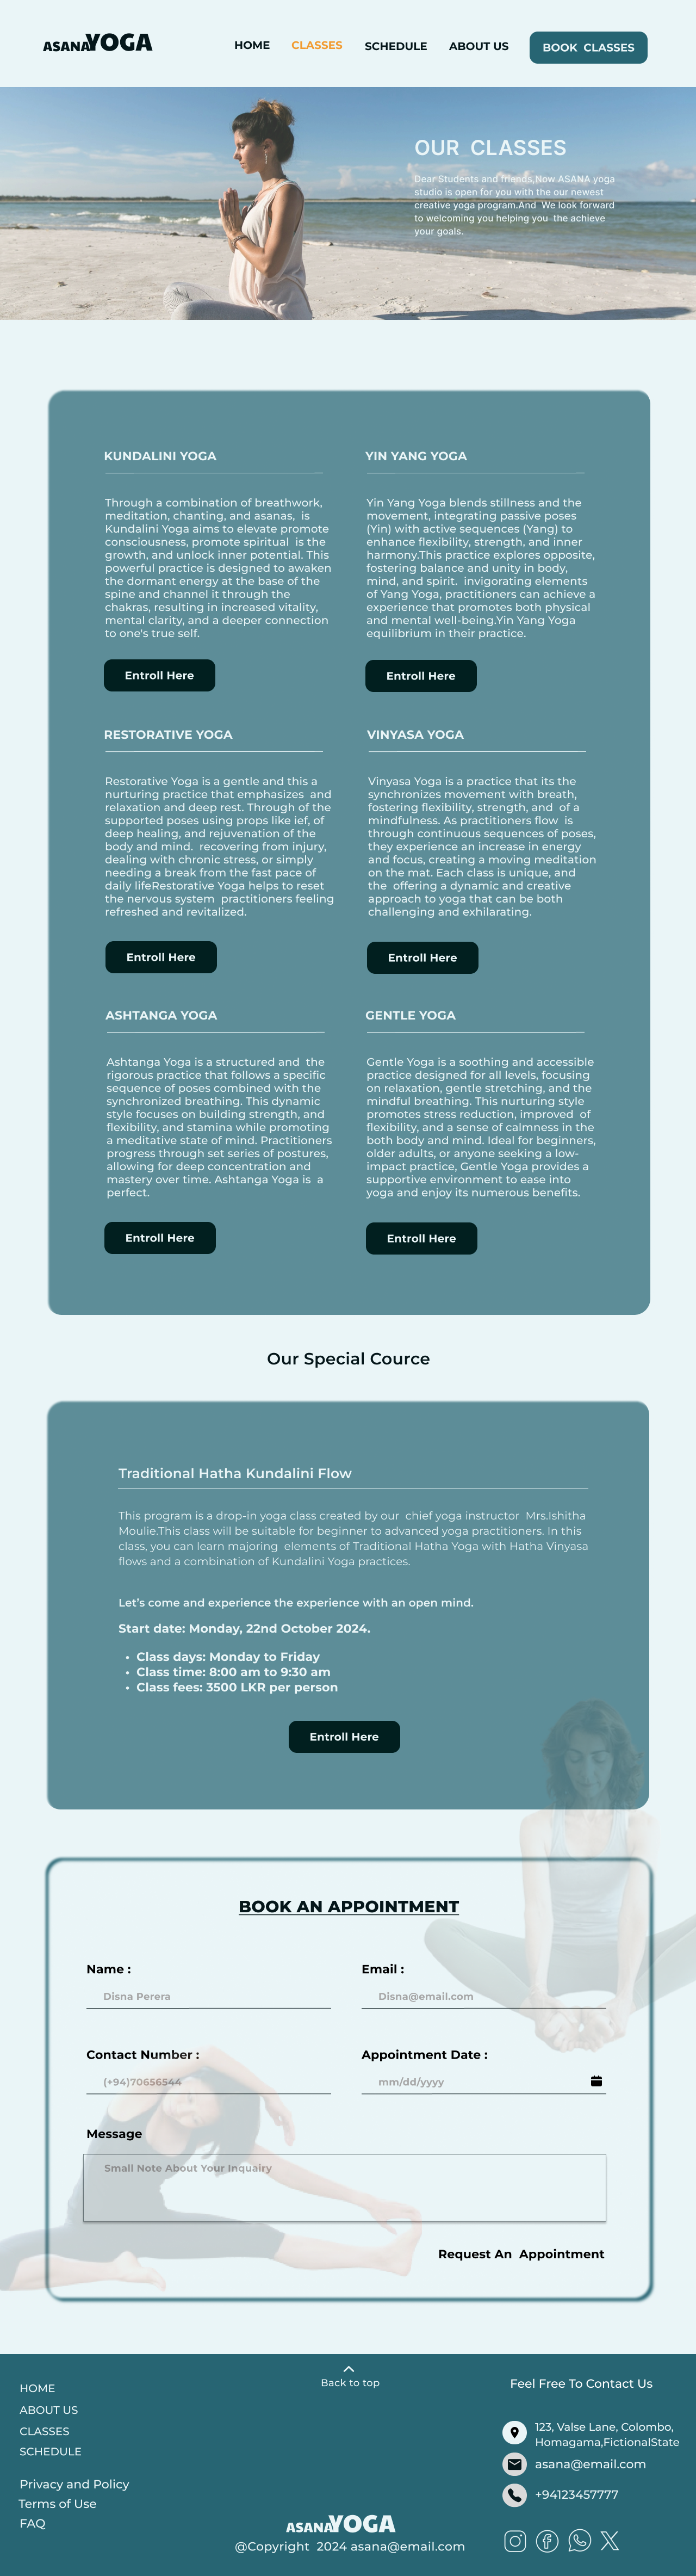 ASANAYOGA
HOME CLASSES SCHEDULE ABOUT US BOOK CLASSES
OUR CLASSES
Dear Students and friends.Now ASANA yoga
studio is open for you with the our newest
creative yoga program.And We look forward
to welcoming you helping you the achieve
your goals.
KUNDALINI YOGA
Through a combination of breathwork,
meditation, chanting, and asanas, is
Kundalini Yoga aims to elevate promote
consciousness, promote spiritual is the
growth, and unlock inner potential. This
powerful practice is designed to awaken
the dormant energy at the base of the
spine and channel it through the
chakras, resulting in increased vitality,
mental clarity, and a deeper connection
to one's true self.
Entroll Here
YIN YANG YOGA
Yin Yang Yoga blends stillness and the
movement, integrating passive poses
(Yin) with active sequences (Yang) to
enhance flexibility, strength, and inner
harmony.This practice explores opposite,
fostering balance and unity in body,
mind, and spirit. invigorating elements
of Yang Yoga, practitioners can achieve a
experience that promotes both physical
and mental well-being.Yin Yang Yoga
equilibrium in their practice.
Entroll Here
RESTORATIVE YOGA
Restorative Yoga is a gentle and this a
nurturing practice that emphasizes and
relaxation and deep rest. Through of the
supported poses using props like ief, of
deep healing, and rejuvenation of the
body and mind. recovering from injury,
dealing with chronic stress, or simply
needing a break from the fast pace of
daily lifeRestorative Yoga helps to reset
the nervous system practitioners feeling
refreshed and revitalized.
Entroll Here
VINYASA YOGA
Vinyasa Yoga is a practice that its the
synchronizes movement with breath,
fostering flexibility, strength, and of a
mindfulness. As practitioners flow is
through continuous sequences of poses,
they experience an increase in energy
and focus, creating a moving meditation
on the mat. Each class is unique, and
the offering a dynamic and creative
approach to yoga that can be both
challenging and exhilarating.
Entroll Here
ASHTANGA YOGA
Ashtanga Yoga is a structured and the
rigorous practice that follows a specific
sequence of poses combined with the
synchronized breathing. This dynamic
style focuses on building strength, and
flexibility, and stamina while promoting
a meditative state of mind. Practitioners
progress through set series of postures,
allowing for deep concentration and
mastery over time. Ashtanga Yoga is a
perfect.
Entroll Here
GENTLE YOGA
Gentle Yoga is a soothing and accessible
practice designed for all levels, focusing
on relaxation, gentle stretching, and the
mindful breathing. This nurturing style
promotes stress reduction, improved of
flexibility, and a sense of calmness in the
both body and mind. Ideal for beginners,
older adults, or anyone seeking a low-
impact practice, Gentle Yoga provides a
supportive environment to ease into
yoga and enjoy its numerous benefits.
Entroll Here
Our Special Cource
Traditional Hatha Kundalini Flow
This program is a drop-in yoga class created by our chief yoga instructor Mrs.Ishitha
Moulie.This class will be suitable for beginner to advanced yoga practitioners. In this
class, you can learn majoring elements of Traditional Hatha Yoga with Hatha Vinyasa
flows and a combination of Kundalini Yoga practices.
Let's come and experience the experience with an open mind.
Start date: Monday, 22nd October 2024.
• Class days: Monday to Friday
• Class time: 8:00 am to 9:30 am
• Class fees: 3500 LKR per person
Entroll Here
BOOK AN APPOINTMENT
Name :
Disna Perera
Email :
Disna@email.com
Contact Number :
(+94)70656544
Appointment Date :
mm/dd/yyyy
Message
Small Note About Your Inquairy
Request An Appointment
HOME
ABOUT US
CLASSES
SCHEDULE
Privacy and Policy
Terms of Use
FAQ
Back to top
ASANAYOGA
@Copyright 2024 asana@email.com
Feel Free To Contact Us
123, Valse Lane, Colombo,
Homagama,FictionalState
asana@email.com
+94123457777